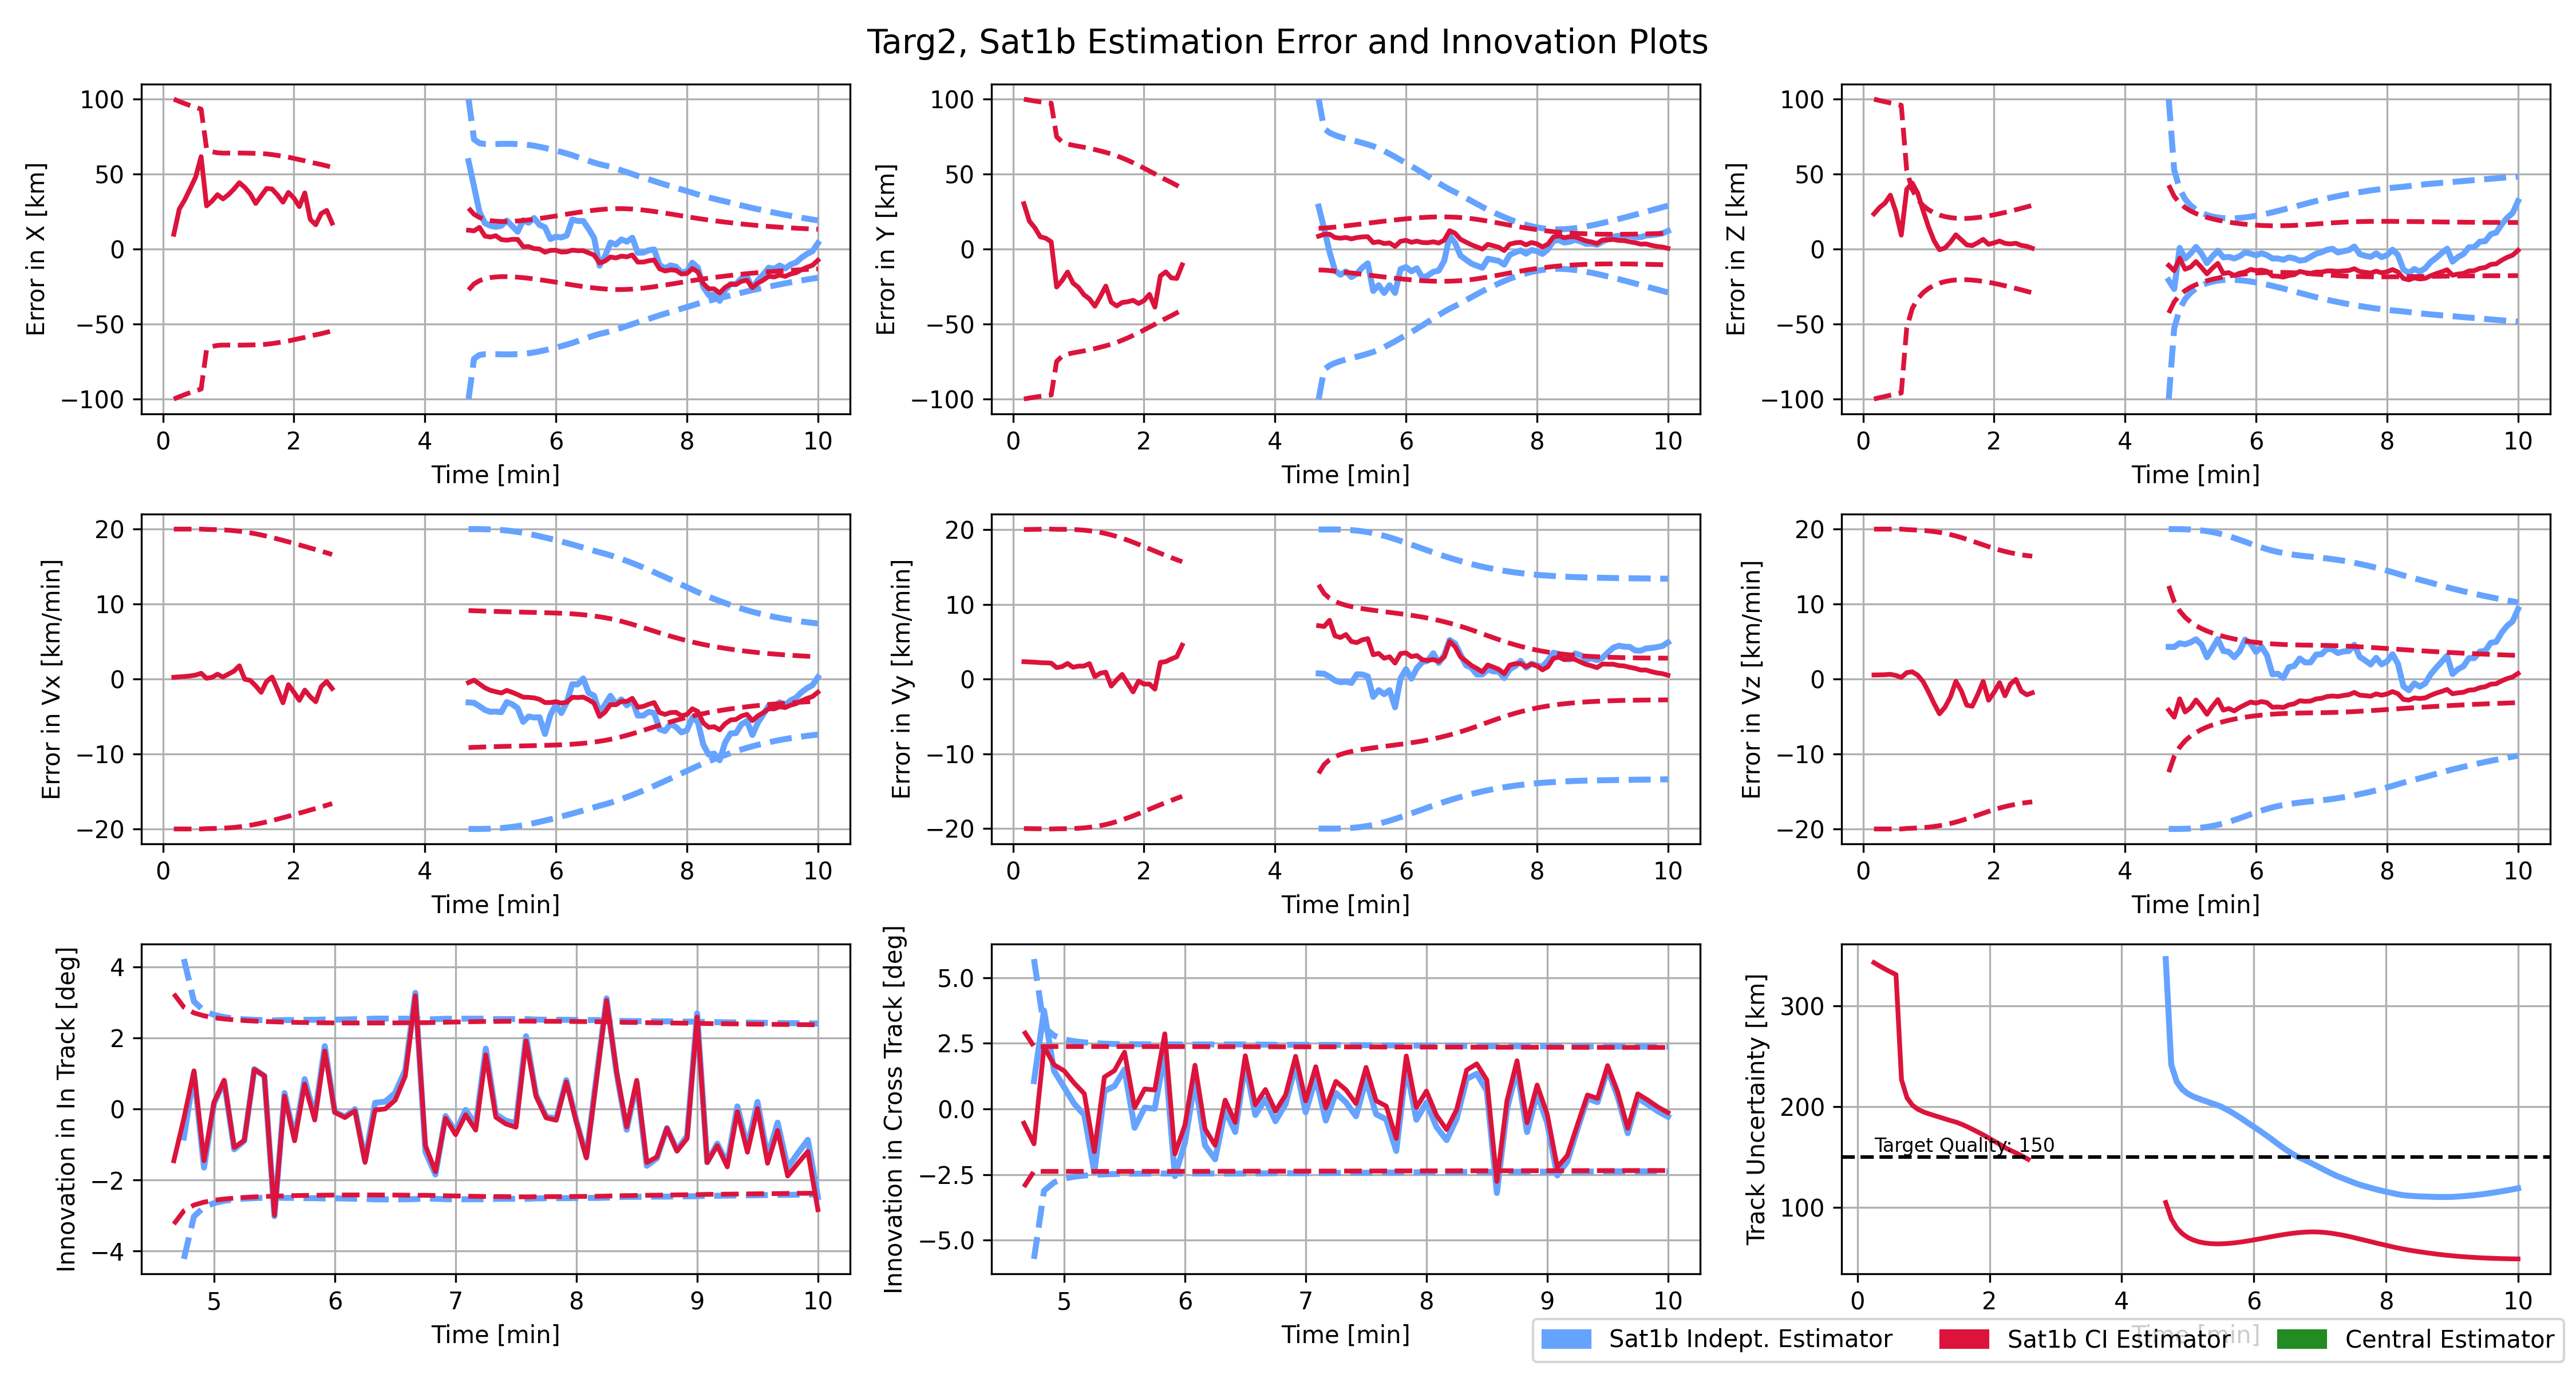 Targ2, Sat1b Estimation Error and Innovation Plots
Error in X [km]
100
50
0
−50
−100
0 2 4 6 8 10
Time [min]
Error in Y [km]
100
50
0
−50
−100
0 2 4 6 8 10
Time [min]
Error in Z [km]
100
50
0
−50
−100
0 2 4 6 8 10
Time [min]
Error in Vx [km/min]
20
10
0
−10
−20
0 2 4 6 8 10
Time [min]
Error in Vy [km/min]
20
10
0
−10
−20
0 2 4 6 8 10
Time [min]
Error in Vz [km/min]
20
10
0
−10
−20
0 2 4 6 8 10
Time [min]
Innovation in In Track [deg]
4
2
0
−2
−4
5 6 7 8 9 10
Time [min]
Innovation in Cross Track [deg]
5.0
2.5
0.0
−2.5
−5.0
5 6 7 8 9 10
Time [min]
Track Uncertainty [km]
300
200
100
Target Quality: 150
0 2 4 6 8 10
Time [min]
Sat1b Indept. Estimator
Sat1b CI Estimator
Central Estimator